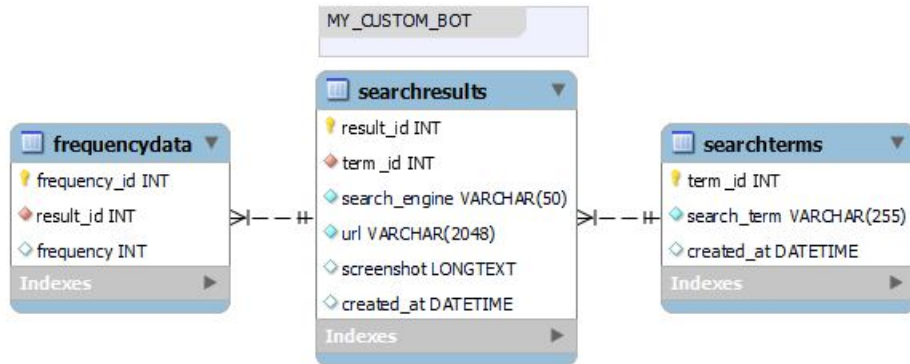 MY_CUSTOM_BOT
frequencydata
frequency_id INT
result_id INT
frequency INT
Indexes
searchresults
result_id INT
term_id INT
search_engine VARCHAR(50)
url VARCHAR(2048)
screenshot LONGTEXT
created_at DATETIME
Indexes
searchterms
term_id INT
search_term VARCHAR(255)
created_at DATETIME
Indexes